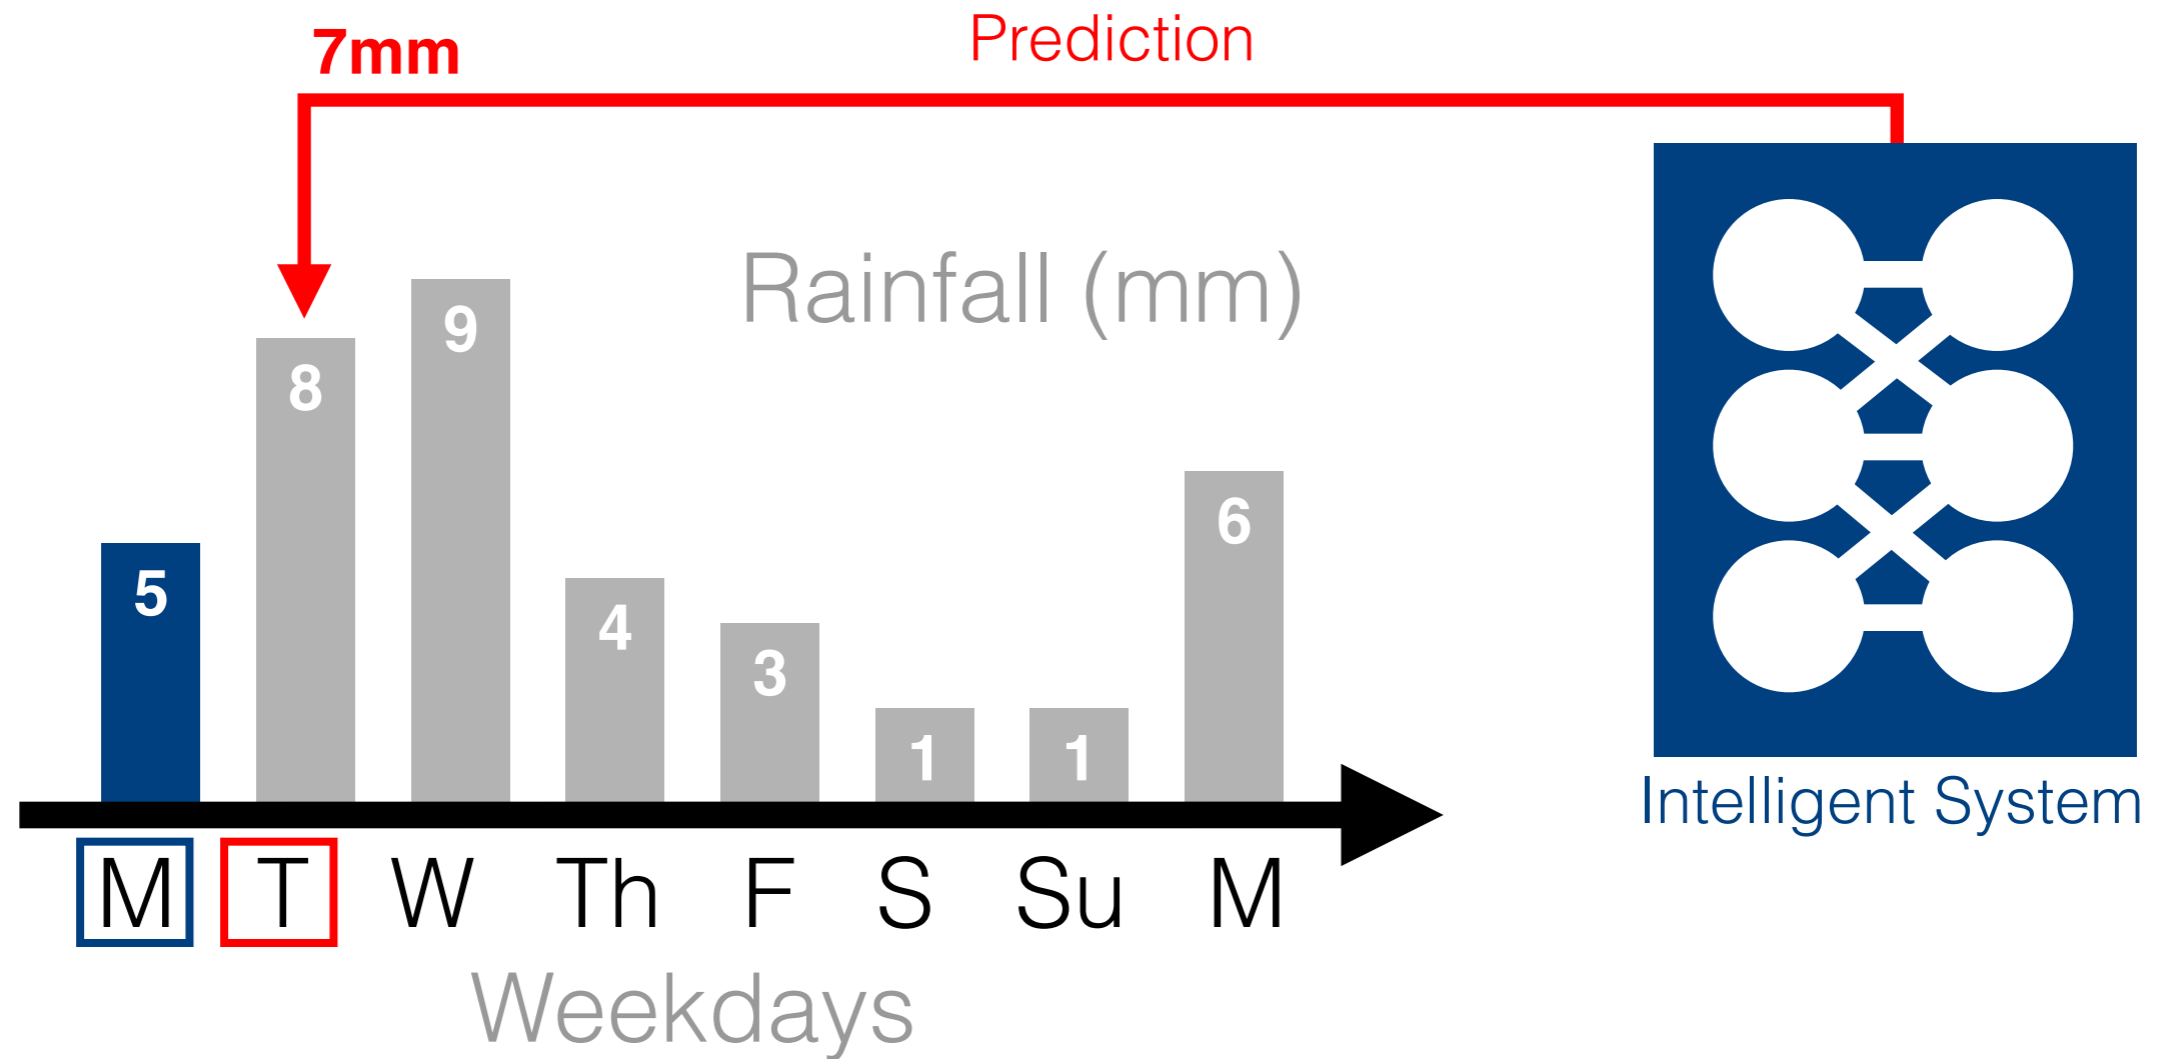 Prediction
7mm
Rainfall (mm)
5
8
9
4
3
1
1
6
M T W Th F S Su M
Weekdays
Intelligent System